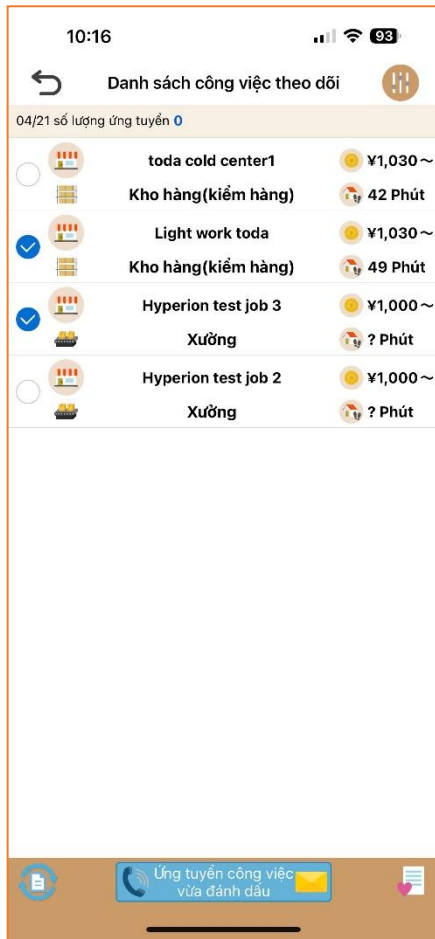 10:16
93
Danh sách công việc theo dõi
04/21 số lượng ứng tuyển 0
toda cold center1
¥1,030~
Kho hàng(kiểm hàng)
42 Phút
Light work toda
¥1,030~
Kho hàng(kiểm hàng)
49 Phút
Hyperion test job 3
¥1,000~
Xưởng
? Phút
Hyperion test job 2
¥1,000~
Xưởng
? Phút
Ứng tuyển công việc
vừa đánh dấu